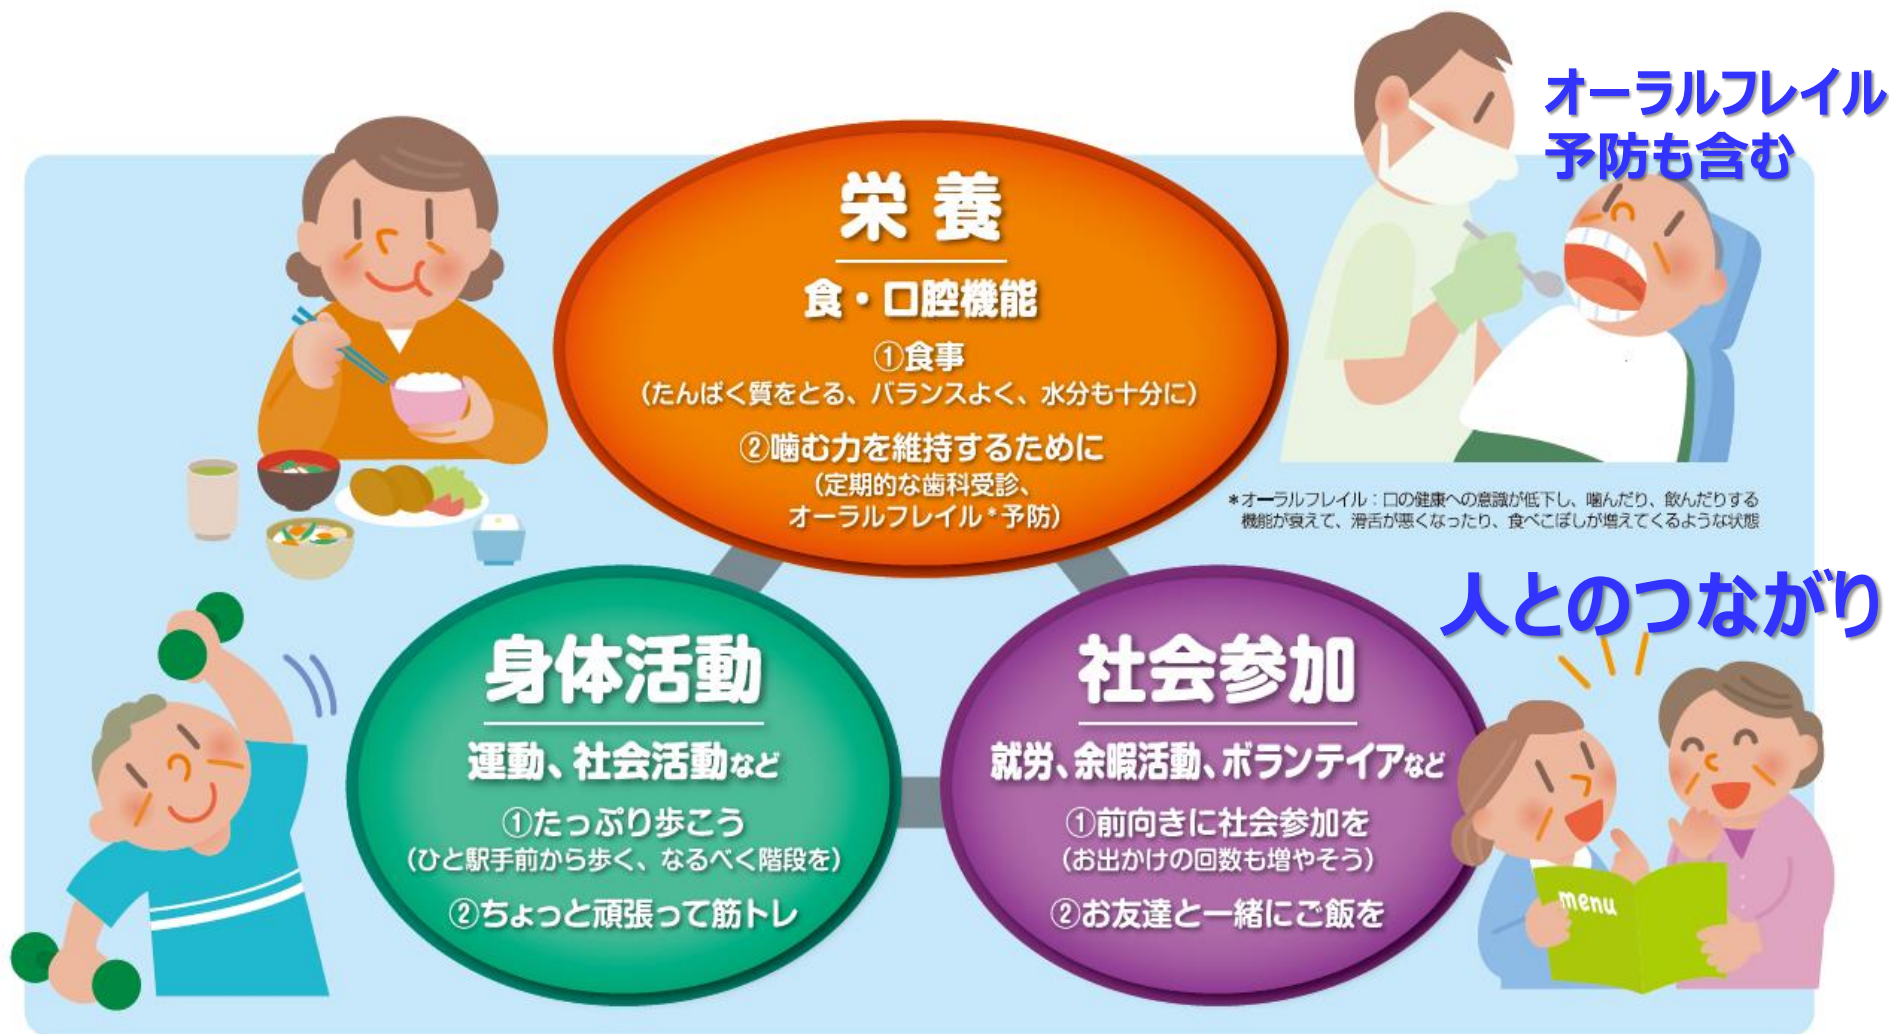 オーラルフレイル
予防も含む
栄養
食・口腔機能
①食事
（たんぱく質をとる、バランスよく、水分も十分に）
②噛む力を維持するために
（定期的な歯科受診、
オーラルフレイル*予防）
*オーラルフレイル：口の健康への意識が低下し、噛んだり、飲んだりする
機能が衰えて、滑舌が悪くなったり、食べこぼしが増えてくるような状態
人とのつながり
身体活動
運動、社会活動など
①たっぷり歩こう
（ひと駅手前から歩く、なるべく階段を）
②ちょっと頑張って筋トレ
社会参加
就労、余暇活動、ボランテイアなど
①前向きに社会参加を
（お出かけの回数も増やそう）
②お友達と一緒にご飯を
menu